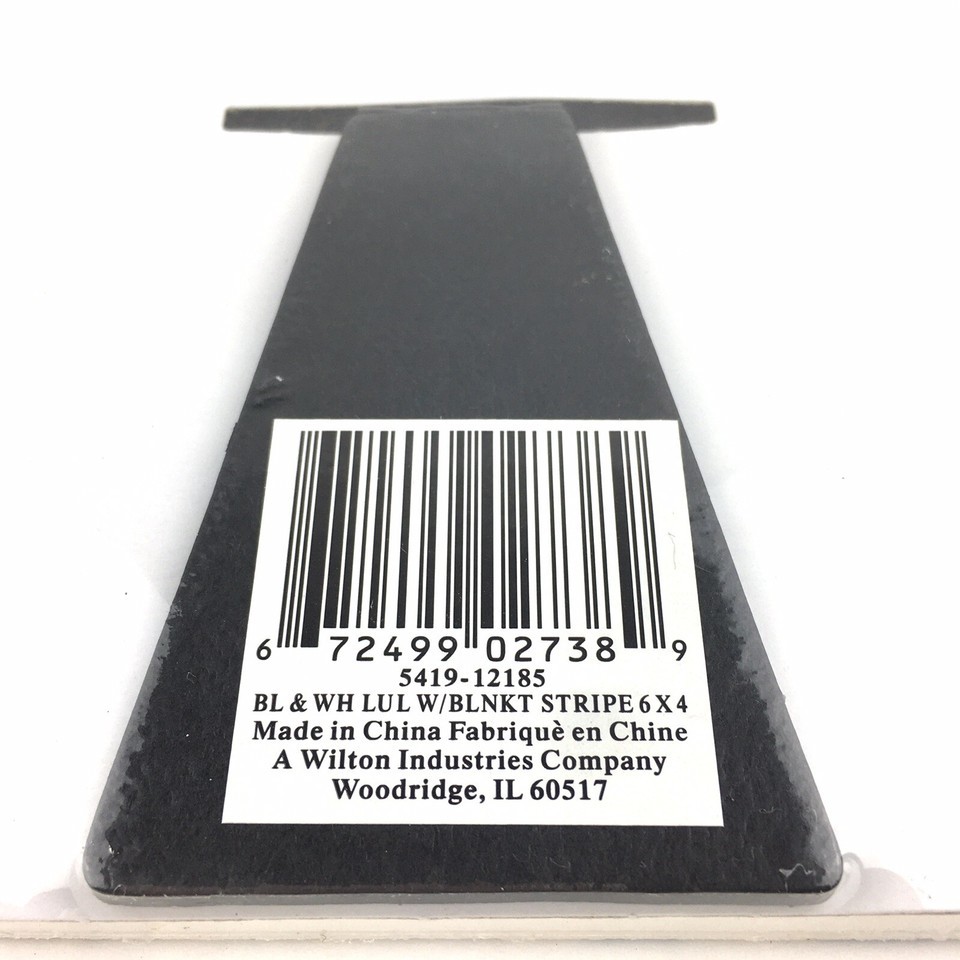 6 72499 02738 9
5419-12185
BL & WH LUL W/BLNKT STRIPE 6 X 4
Made in China Fabriquè en Chine
A Wilton Industries Company
Woodridge, IL 60517